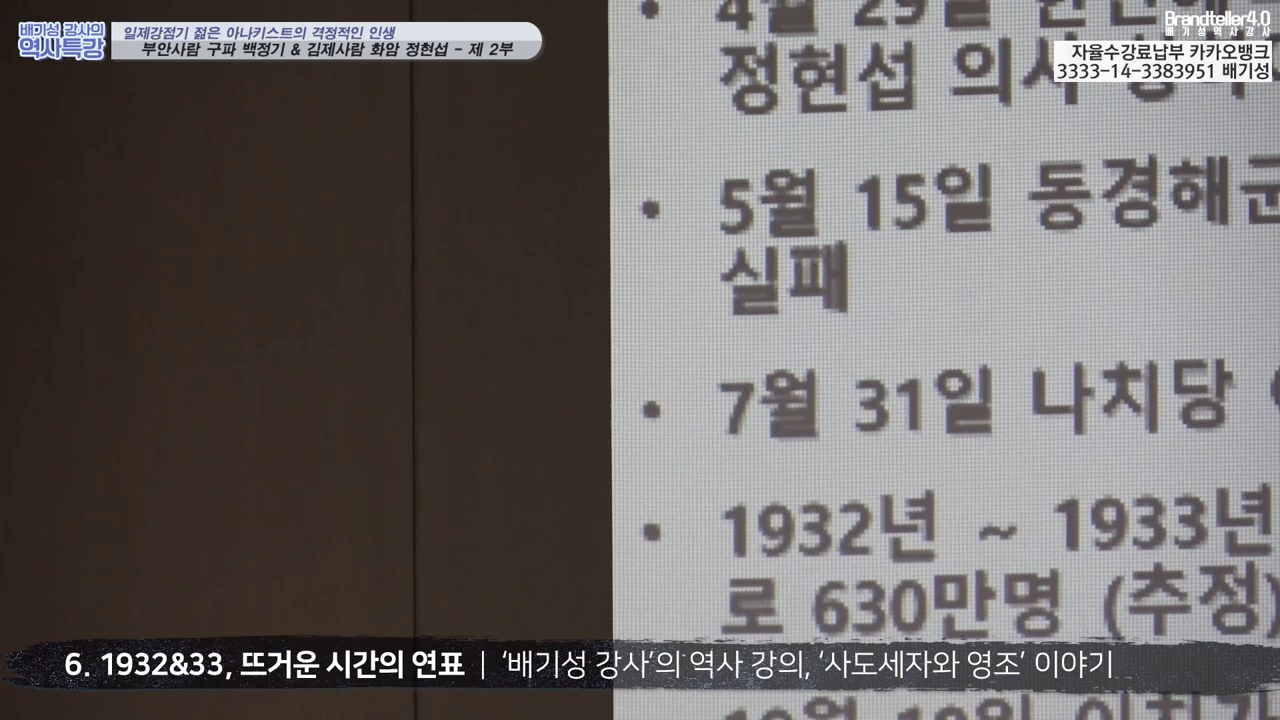 배기성 강사의
역사특강
일제강점기 젊은 아나키스트의 격정적인 인생
부안사람 구파 백정기 & 김제사람 화암 정현섭 - 제 2부
Brandteller4.0
배기성역사강사
자율수강료납부 카카오뱅크
3333-14-3383951 배기성
4월 29일
정현섭 의사
• 5월 15일 동경해군
실패
• 7월 31일 나치당
• 1932년 ~ 1933년
로 630만명 (추정)
6. 1932&33, 뜨거운 시간의 연표 | '배기성 강사'의 역사 강의, '사도세자와 영조' 이야기